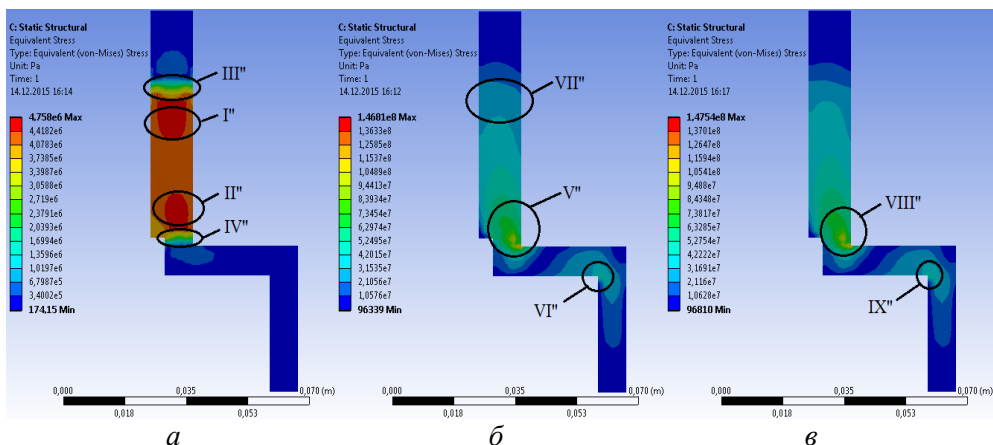 C: Static Structural
Equivalent Stress
Type: Equivalent (von-Mises) Stress
Unit: Pa
Time: 1
14.12.2015 16:14
4,758e6 Max
4,4182e6
4,0783e6
3,7385e6
3,3987e6
3,0588e6
2,719e6
2,3791e6
2,0393e6
1,6994e6
1,3596e6
1,0197e6
6,7987e5
3,4002e5
174,15 Min
III"
I"
II"
IV"
0,000
0,035
0,070 (m)
0,018
0,053
а
C: Static Structural
Equivalent Stress
Type: Equivalent (von-Mises) Stress
Unit: Pa
Time: 1
14.12.2015 16:12
1,4681e8 Max
1,3633e8
1,2585e8
1,1537e8
1,0489e8
9,4413e7
8,3934e7
7,3454e7
6,2974e7
5,2495e7
4,2015e7
3,1535e7
2,1056e7
1,0576e7
96339 Min
VII"
V"
VI"
0,000
0,035
0,070 (m)
0,018
0,053
б
C: Static Structural
Equivalent Stress
Type: Equivalent (von-Mises) Stress
Unit: Pa
Time: 1
14.12.2015 16:17
1,4754e8 Max
1,3701e8
1,1594e8
1,0541e8
9,488e7
8,4348e7
7,3817e7
6,3285e7
5,2754e7
4,2222e7
3,1691e7
2,116e7
1,0628e7
96810 Min
VIII"
IX"
0,000
0,035
0,070 (m)
0,018
0,053
в